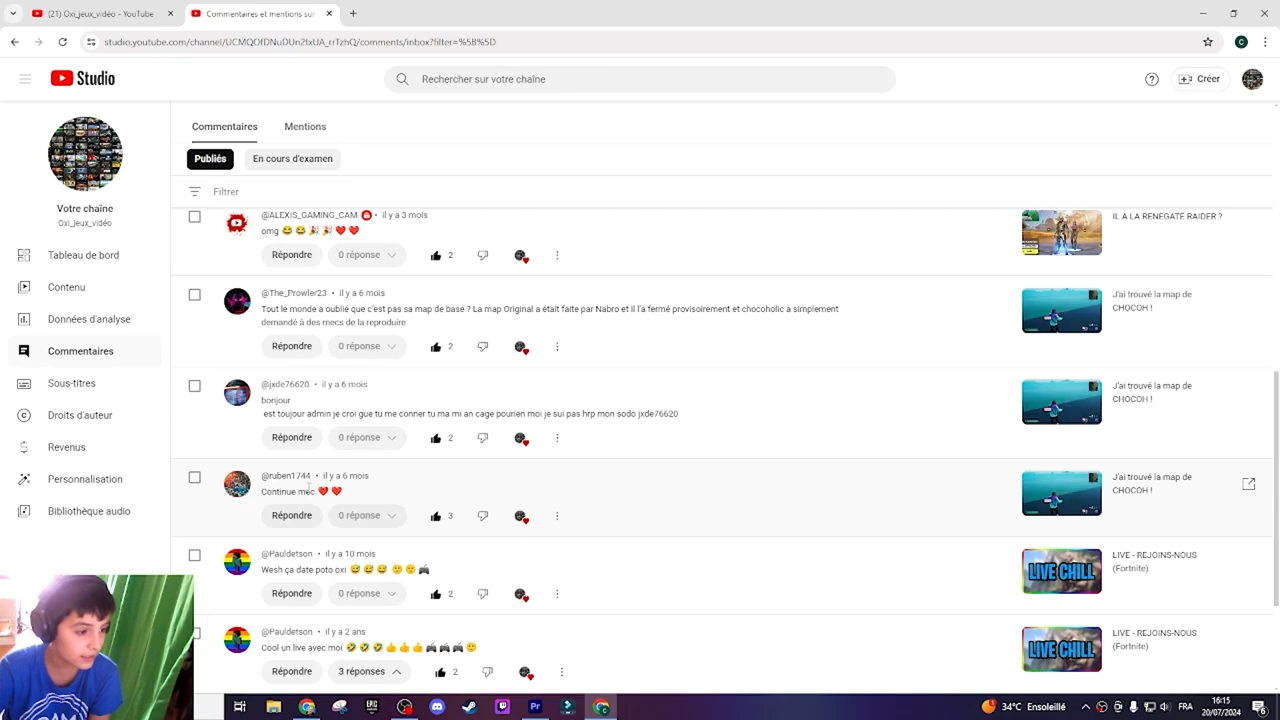 (21) Oxi_jeux_vidéo - YouTube
Commentaires et mentions sur
studio.youtube.com/channel/UCMQOfDNuDUn2txUA_rrTzhQ/comments/inbox?filter=%5B%5D
C
Studio
Rechercher sur votre chaîne
Créer
Votre chaîne
Oxi_jeux_vidéo
Tableau de bord
Contenu
Données d'analyse
Commentaires
Sous-titres
Droits d'auteur
Revenus
Personnalisation
Bibliothèque audio
Commentaires Mentions
Publiés En cours d'examen
Filtrer
@ALEXIS_GAMING_CAM • il y a 3 mois
omg 😂😂🎉🎉❤️❤️
Répondre 0 réponse 2
IL A LA RENEGATE RAIDER ?
@The_Prowler23 • il y a 6 mois
Tout le monde a oublié que c'est pas sa map de base ? La map Original a était faite par Nabro et il l'a fermé provisoirement et chocoholic a simplement
demandé à des mecs de la reproduire
Répondre 0 réponse 2
J'ai trouvé la map de
CHOCOH !
@jxde76620 • il y a 6 mois
bonjour
est toujour admin je croi gue tu me conner tu ma mi an cage pourien moi je sui pas hrp mon sodo jxde76620
Répondre 0 réponse 2
J'ai trouvé la map de
CHOCOH !
@ruben1744 • il y a 6 mois
Continue mec ❤️❤️
Répondre 0 réponse 3
J'ai trouvé la map de
CHOCOH !
@Pauldetson • il y a 10 mois
Wesh ça date poto oxi
Répondre 0 réponse 2
LIVE CHILL
LIVE - REJOINS-NOUS
(Fortnite)
@Pauldetson • il y a 2 ans
Cool un live avec moi
Répondre 3 réponses 2
LIVE CHILL
LIVE - REJOINS-NOUS
(Fortnite)
34°C Ensoleillé
FRA
16:15
20/07/2024